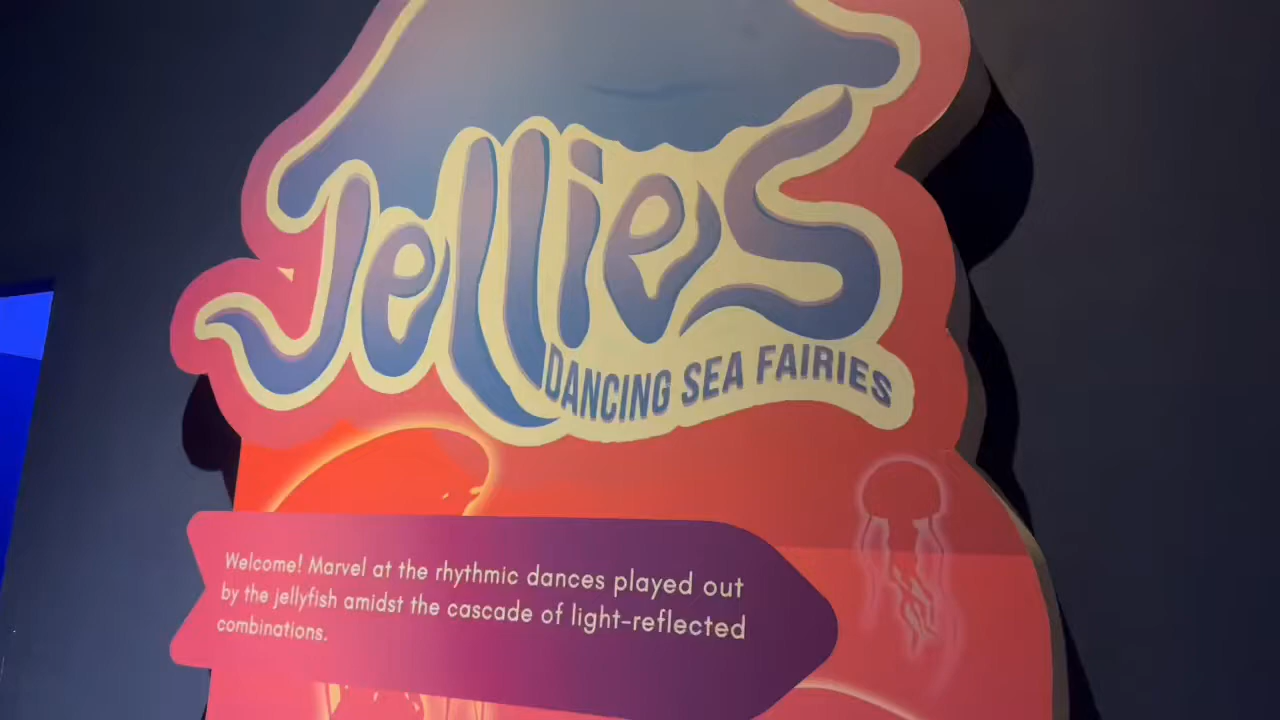 Jellies
DANCING SEA FAIRIES
Welcome! Marvel at the rhythmic dances played out
by the jellyfish amidst the cascade of light-reflected
combinations.